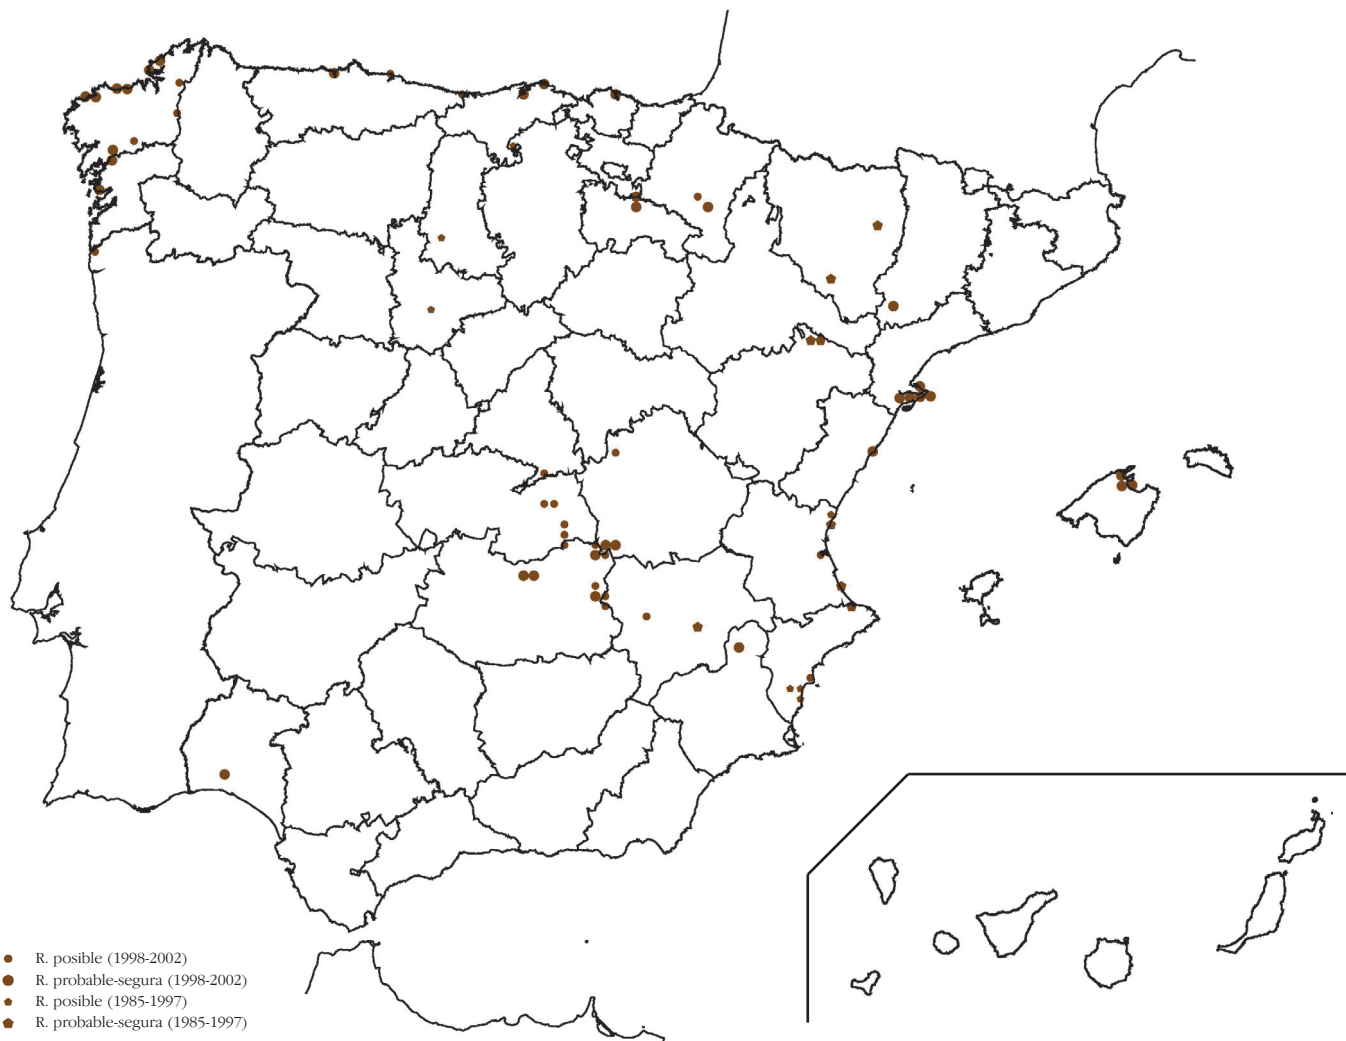 R. posible (1998-2002)
R. probable-segura (1998-2002)
R. posible (1985-1997)
R. probable-segura (1985-1997)